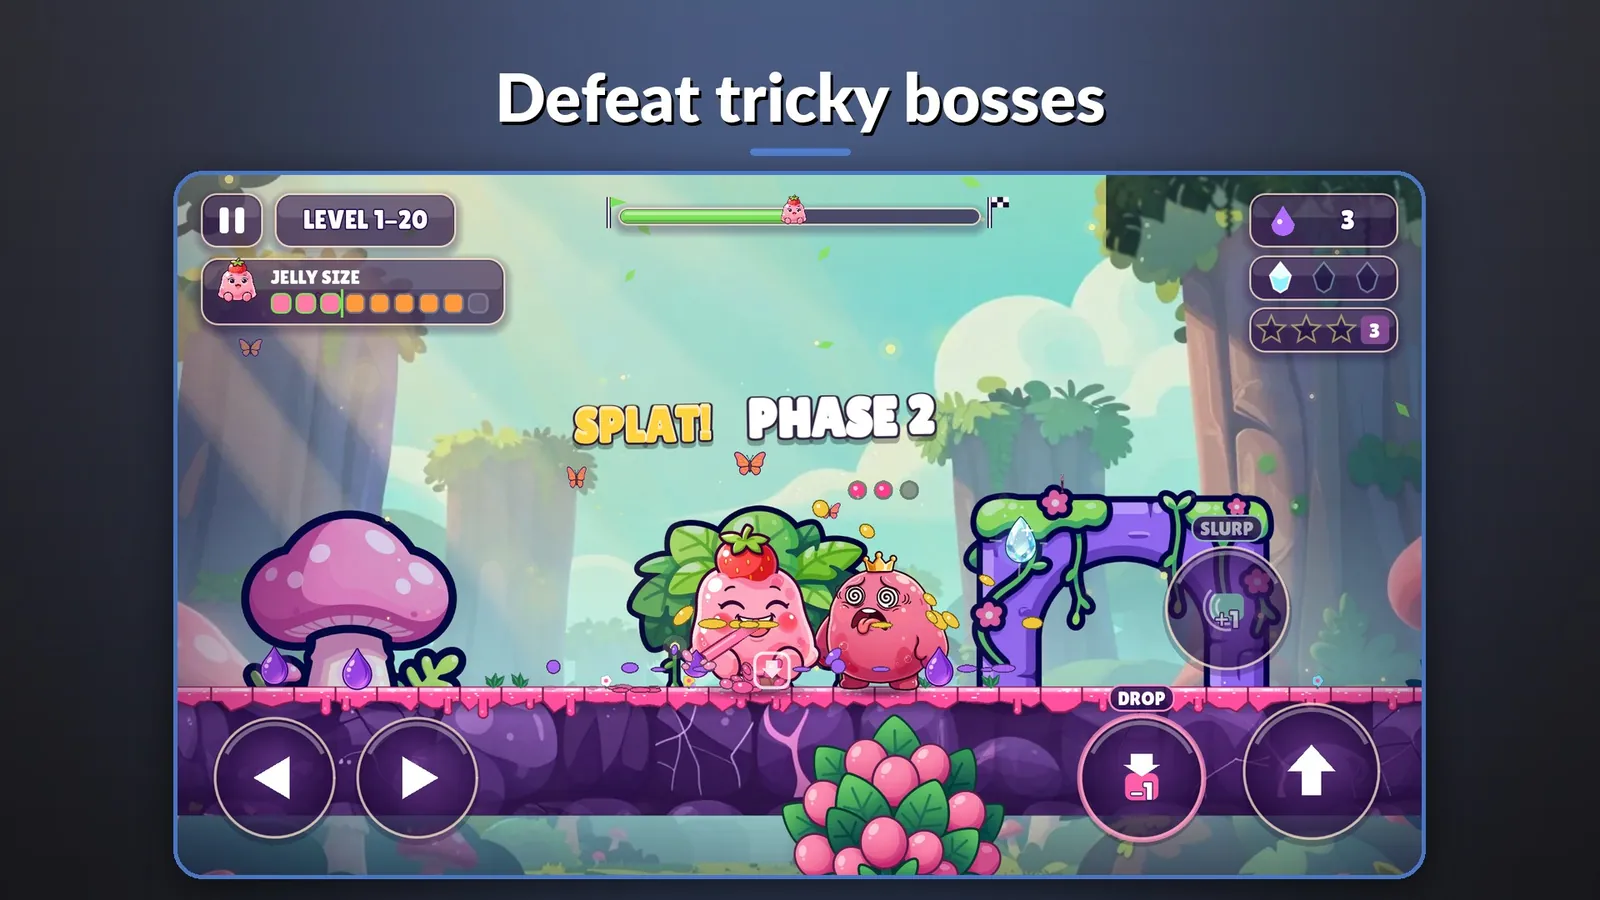 Defeat tricky bosses
LEVEL 1-20
3
JELLY SIZE
3
SPLAT! PHASE 2
SLURP
+1
DROP
-1